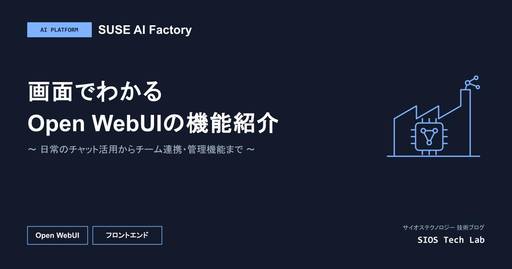 AI PLATFORM SUSE AI Factory
画面でわかる
Open WebUIの機能紹介
〜 日常のチャット活用からチーム連携・管理機能まで 〜
Open WebUI フロントエンド
サイオステクノロジー 技術ブログ
SIOS Tech Lab